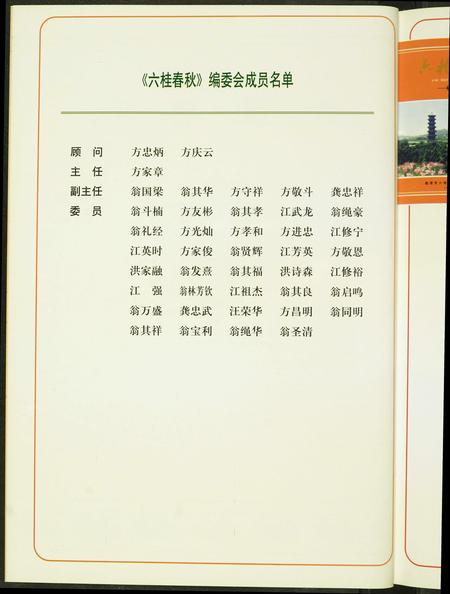 《六桂春秋》编委会成员名单
顾 问 方忠炳 方庆云
主 任 方家章
副主任 翁国梁 翁其华 方守祥 方敬斗 龚忠祥
委 员 翁斗楠 方友彬 翁其孝 江武龙 翁绳豪
翁礼经 方光灿 方孝和 方进忠 江修宁
江英时 方家俊 翁贤辉 江芳英 方敬恩
洪家融 翁发熹 翁其福 洪诗森 江修裕
江 强 翁林芳钦 江祖杰 翁其良 翁启鸣
翁万盛 龚忠武 汪荣华 方昌明 翁同明
翁其祥 翁宝利 翁绳华 翁圣清
六